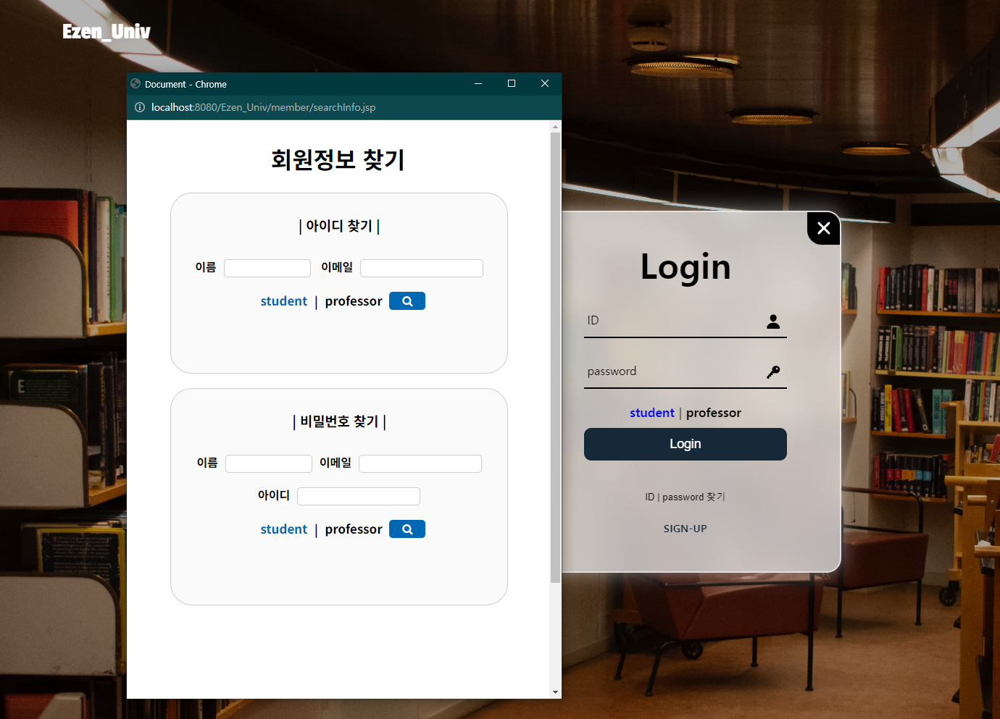 Ezen_Univ
Document - Chrome
localhost:8080/Ezen_Univ/member/searchInfo.jsp
회원정보 찾기
| 아이디 찾기 |
이름 이메일
student | professor
| 비밀번호 찾기 |
이름 이메일
아이디
student | professor
Login
ID
password
student | professor
Login
ID | password 찾기
SIGN-UP